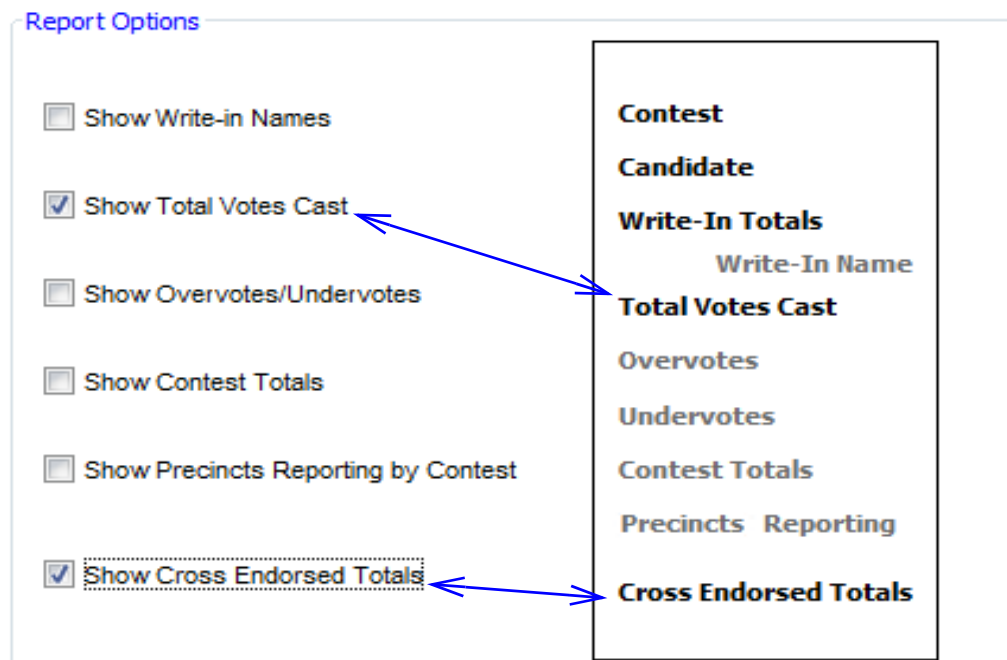 Report Options
Show Write-in Names
Show Total Votes Cast
Show Overvotes/Undervotes
Show Contest Totals
Show Precincts Reporting by Contest
Show Cross Endorsed Totals
Contest
Candidate
Write-In Totals
Write-In Name
Total Votes Cast
Overvotes
Undervotes
Contest Totals
Precincts Reporting
Cross Endorsed Totals